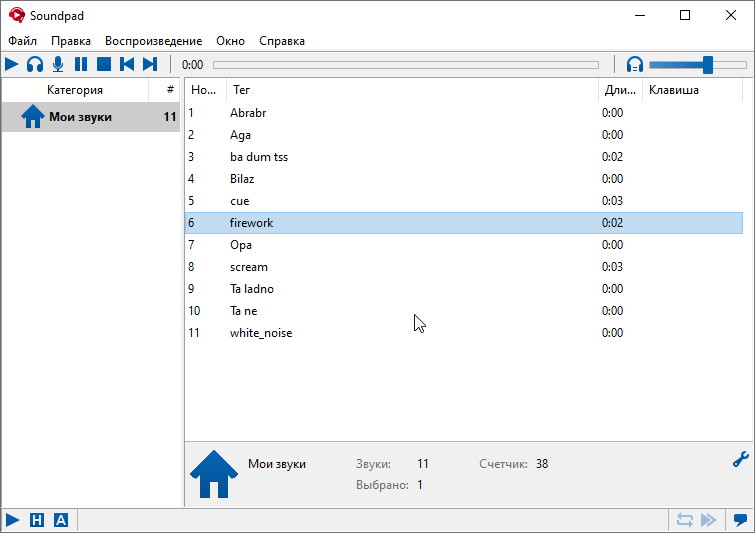 Soundpad
Файл Правка Воспроизведение Окно Справка
0:00
Категория #
Мои звуки 11
Но... Тег Дли... Клавиша
1 Abrabr 0:00
2 Aga 0:00
3 ba dum tss 0:02
4 Bilaz 0:00
5 cue 0:03
6 firework 0:02
7 Opa 0:00
8 scream 0:03
9 Ta ladno 0:00
10 Ta ne 0:00
11 white_noise 0:00
Мои звуки Звуки: 11 Счетчик: 38
Выбрано: 1
H A